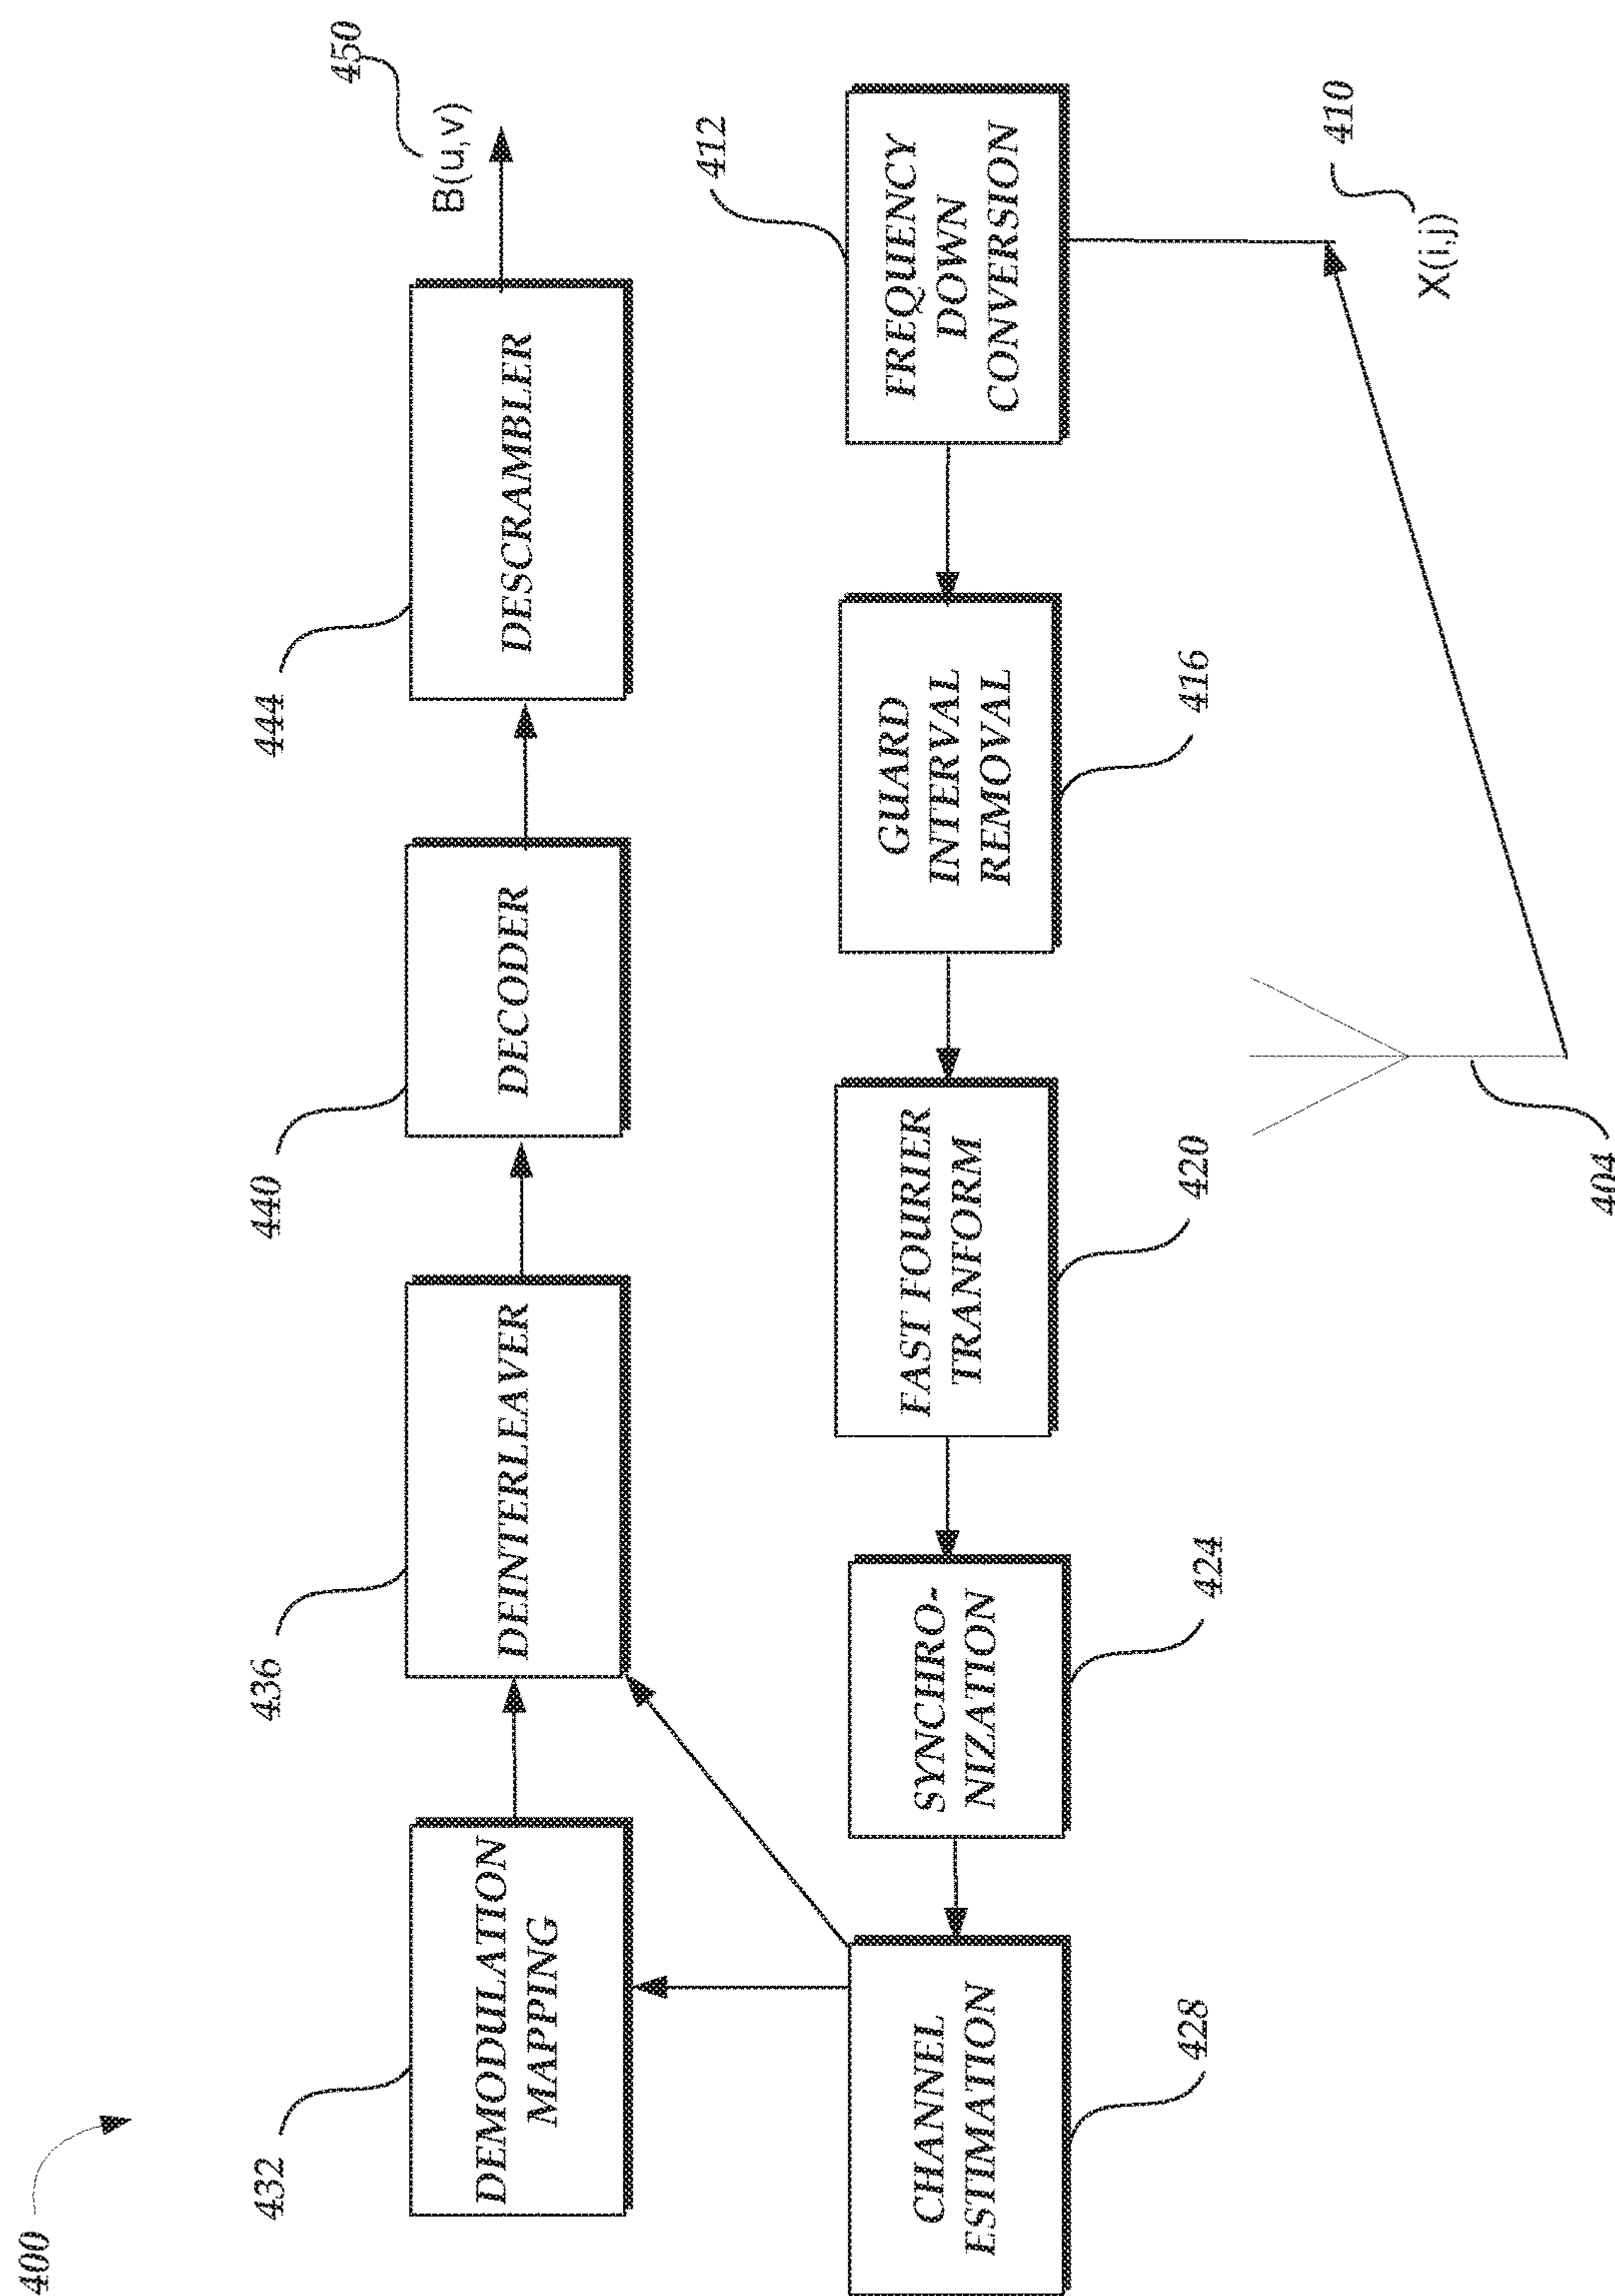 400
450
B(u,v)
432
436
440
444
DEMODULATION
MAPPING
DEINTERLEAVER
DECODER
DESCRAMBLER
412
CHANNEL
ESTIMATION
SYNCHRO-
NIZATION
FAST FOURIER
TRANFORM
GUARD
INTERVAL
REMOVAL
FREQUENCY
DOWN
CONVERSION
428
424
420
416
410
X(i,j)
404